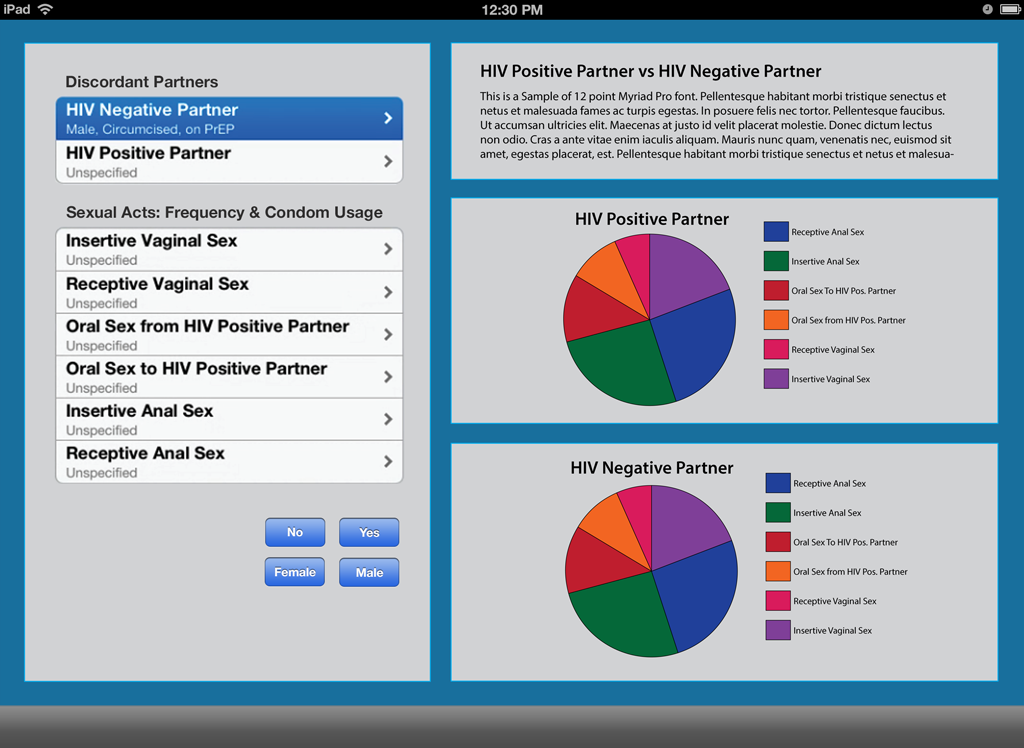 iPad
12:30 PM
Discordant Partners
HIV Negative Partner
Male, Circumcised, on PrEP
HIV Positive Partner
Unspecified
Sexual Acts: Frequency & Condom Usage
Insertive Vaginal Sex
Unspecified
Receptive Vaginal Sex
Unspecified
Oral Sex from HIV Positive Partner
Unspecified
Oral Sex to HIV Positive Partner
Unspecified
Insertive Anal Sex
Unspecified
Receptive Anal Sex
Unspecified
No
Yes
Female
Male
HIV Positive Partner vs HIV Negative Partner
This is a Sample of 12 point Myriad Pro font. Pellentesque habitant morbi tristique senectus et
netus et malesuada fames ac turpis egestas. In posuere felis nec tortor. Pellentesque faucibus.
Ut accumsan ultricies elit. Maecenas at justo id velit placerat molestie. Donec dictum lectus
non odio. Cras a ante vitae enim iaculis aliquam. Mauris nunc quam, venenatis nec, euismod sit
amet, egestas placerat, est. Pellentesque habitant morbi tristique senectus et netus et malesua-
HIV Positive Partner
Receptive Anal Sex
Insertive Anal Sex
Oral Sex To HIV Pos. Partner
Oral Sex from HIV Pos. Partner
Receptive Vaginal Sex
Insertive Vaginal Sex
HIV Negative Partner
Receptive Anal Sex
Insertive Anal Sex
Oral Sex To HIV Pos. Partner
Oral Sex from HIV Pos. Partner
Receptive Vaginal Sex
Insertive Vaginal Sex